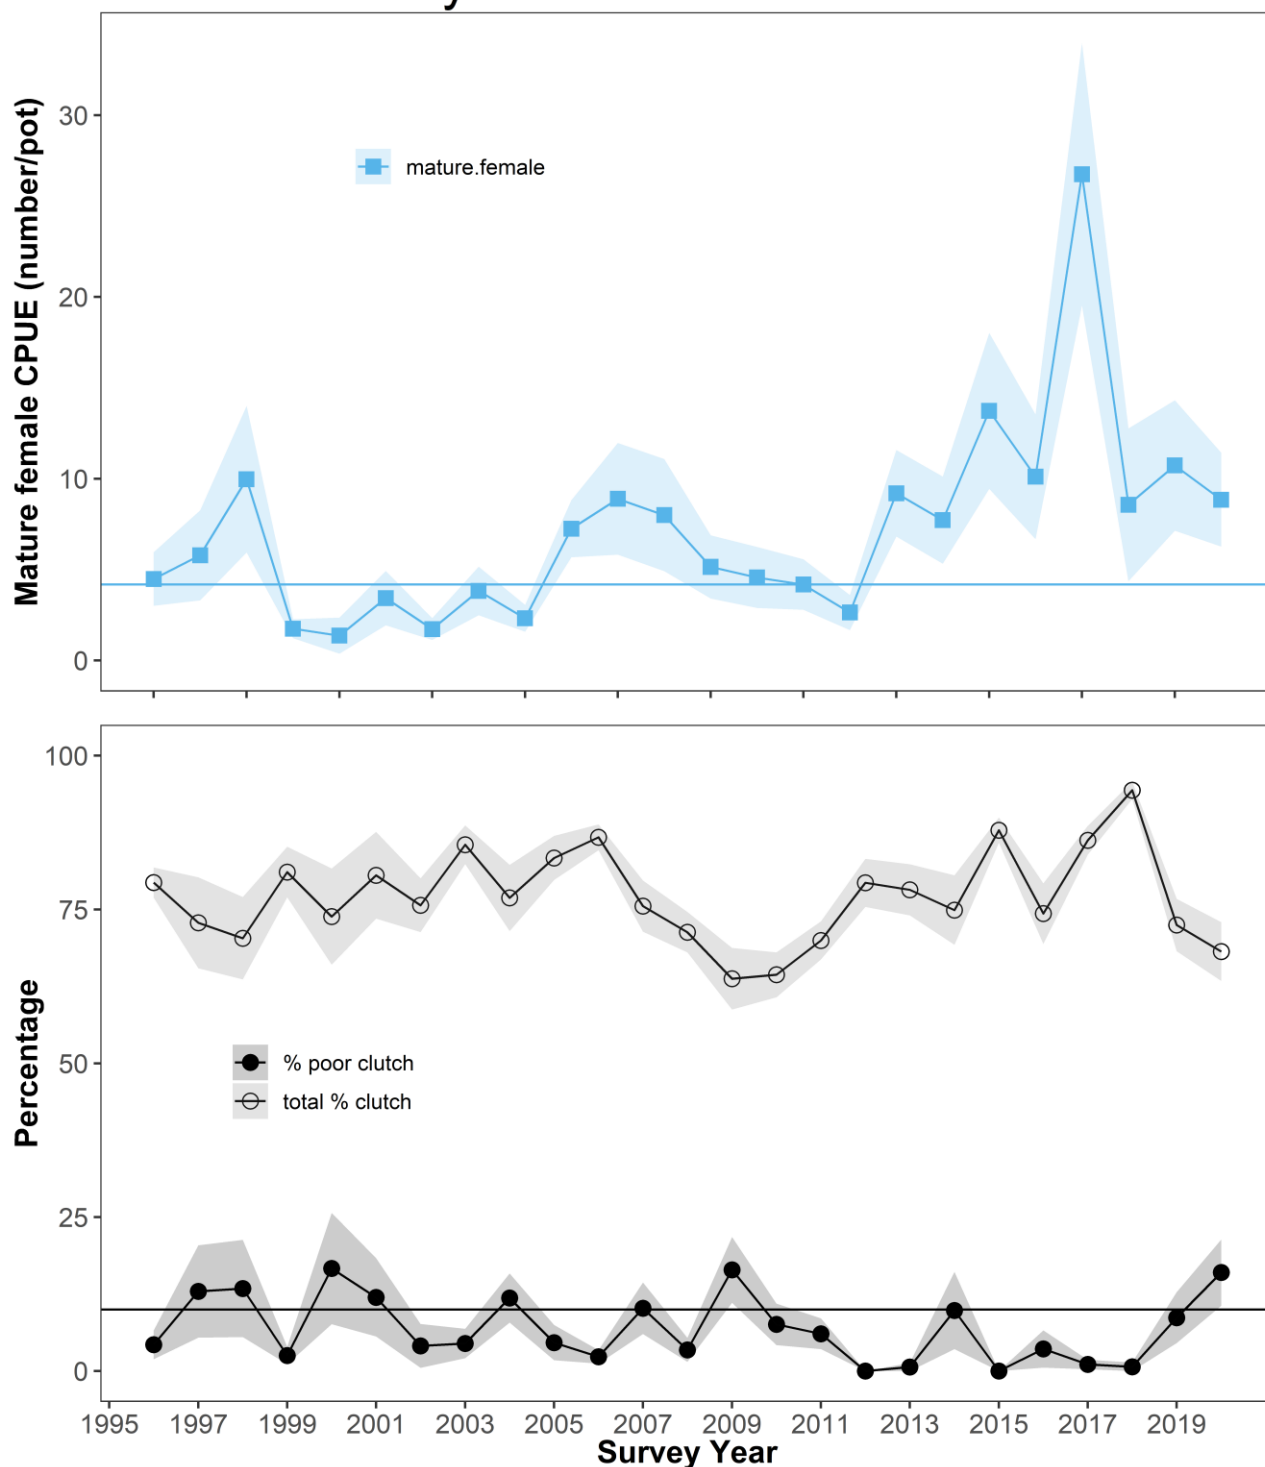 Mature female CPUE (number/pot)
30
20
10
0
mature.female
Percentage
100
75
50
25
0
% poor clutch
total % clutch
1995 1997 1999 2001 2003 2005 2007 2009 2011 2013 2015 2017 2019
Survey Year